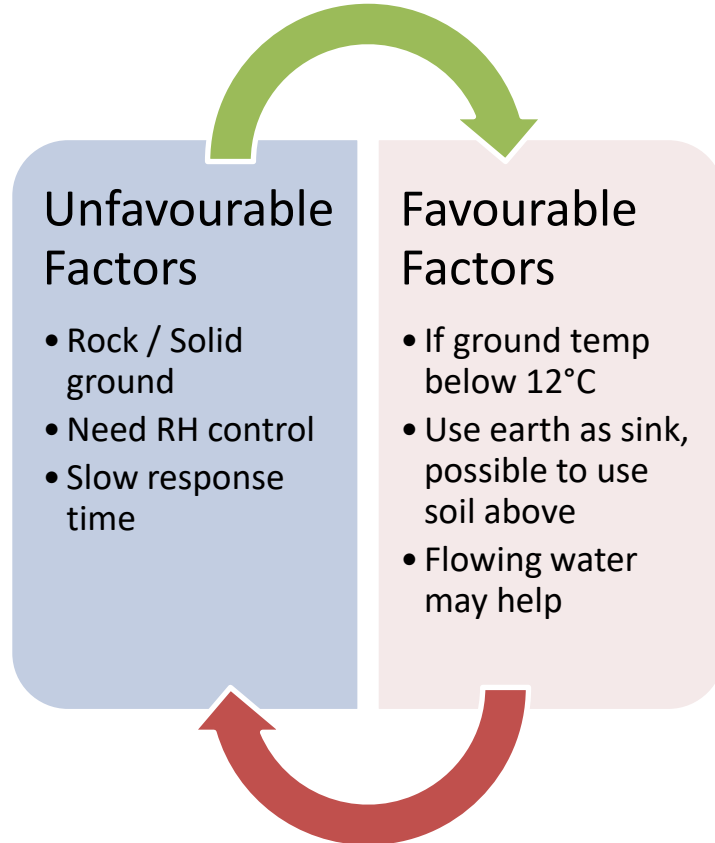 Unfavourable
Factors
• Rock / Solid
ground
• Need RH control
• Slow response
time
Favourable
Factors
• If ground temp
below 12°C
• Use earth as sink,
possible to use
soil above
• Flowing water
may help